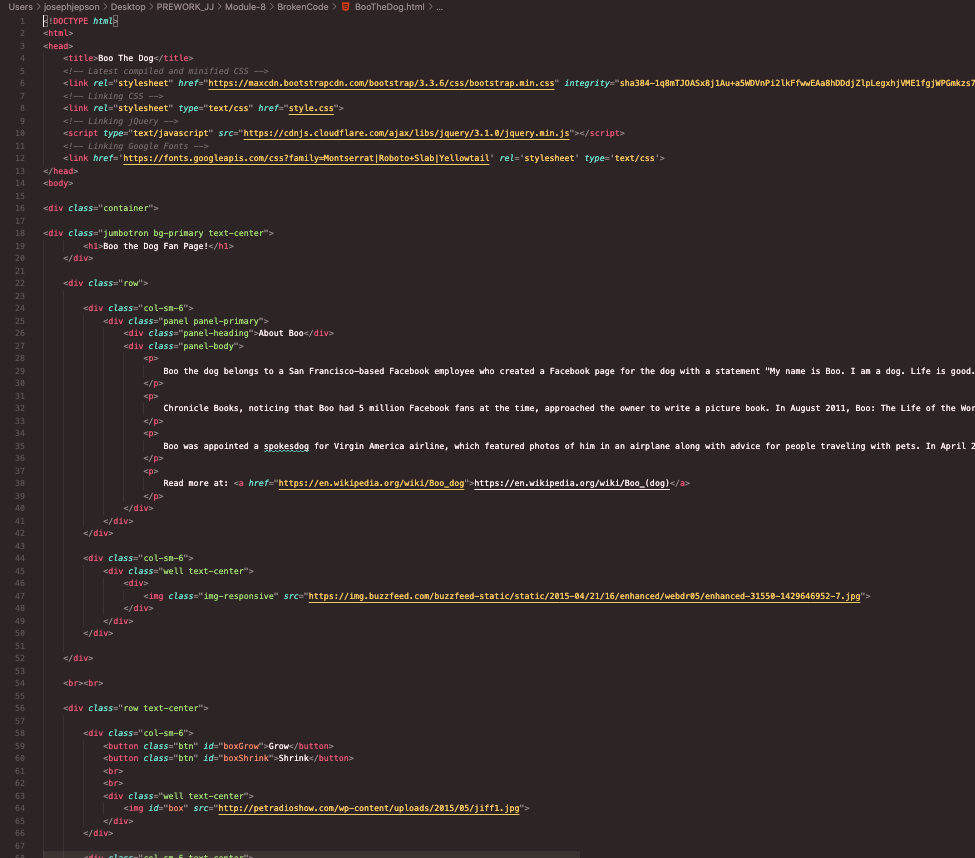 Users > josephjepson > Desktop > PREWORK_JJ > Module-8 > BrokenCode > BooTheDog.html > ...
1 <!DOCTYPE html>
2 <html>
3 <head>
4 <title>Boo The Dog</title>
5 <!-- Latest compiled and minified CSS -->
6 <link rel="stylesheet" href="https://maxcdn.bootstrapcdn.com/bootstrap/3.3.6/css/bootstrap.min.css" integrity="sha384-1q8mTJOASx8j1Au+a5WDVnPi2lkFfwwEAa8hDDdjZlpLegxhjVME1fgjWPGmkzs7
7 <!-- Linking CSS -->
8 <link rel="stylesheet" type="text/css" href="style.css">
9 <!-- Linking jQuery -->
10 <script type="text/javascript" src="https://cdnjs.cloudflare.com/ajax/libs/jquery/3.1.0/jquery.min.js"></script>
11 <!-- Linking Google Fonts -->
12 <link href='https://fonts.googleapis.com/css?family=Montserrat|Roboto+Slab|Yellowtail' rel='stylesheet' type='text/css'>
13 </head>
14 <body>
15
16 <div class="container">
17
18 <div class="jumbotron bg-primary text-center">
19 <h1>Boo the Dog Fan Page!</h1>
20 </div>
21
22 <div class="row">
23
24 <div class="col-sm-6">
25 <div class="panel panel-primary">
26 <div class="panel-heading">About Boo</div>
27 <div class="panel-body">
28 <p>
29 Boo the dog belongs to a San Francisco-based Facebook employee who created a Facebook page for the dog with a statement "My name is Boo. I am a dog. Life is good.
30 </p>
31 <p>
32 Chronicle Books, noticing that Boo had 5 million Facebook fans at the time, approached the owner to write a picture book. In August 2011, Boo: The Life of the Wor
33 </p>
34 <p>
35 Boo was appointed a spokesdog for Virgin America airline, which featured photos of him in an airplane along with advice for people traveling with pets. In April 2
36 </p>
37 <p>
38 Read more at: <a href="https://en.wikipedia.org/wiki/Boo_dog">https://en.wikipedia.org/wiki/Boo_(dog)</a>
39 </p>
40 </div>
41 </div>
42 </div>
43
44 <div class="col-sm-6">
45 <div class="well text-center">
46 <div>
47 <img class="img-responsive" src="https://img.buzzfeed.com/buzzfeed-static/static/2015-04/21/16/enhanced/webdr05/enhanced-31550-1429646952-7.jpg">
48 </div>
49 </div>
50 </div>
51
52 </div>
53
54 <br><br>
55
56 <div class="row text-center">
57
58 <div class="col-sm-6">
59 <button class="btn" id="boxGrow">Grow</button>
60 <button class="btn" id="boxShrink">Shrink</button>
61 <br>
62 <br>
63 <div class="well text-center">
64 <img id="box" src="http://petradioshow.com/wp-content/uploads/2015/05/jiff1.jpg">
65 </div>
66 </div>
67
68 <div class="col-sm-6 text-center">